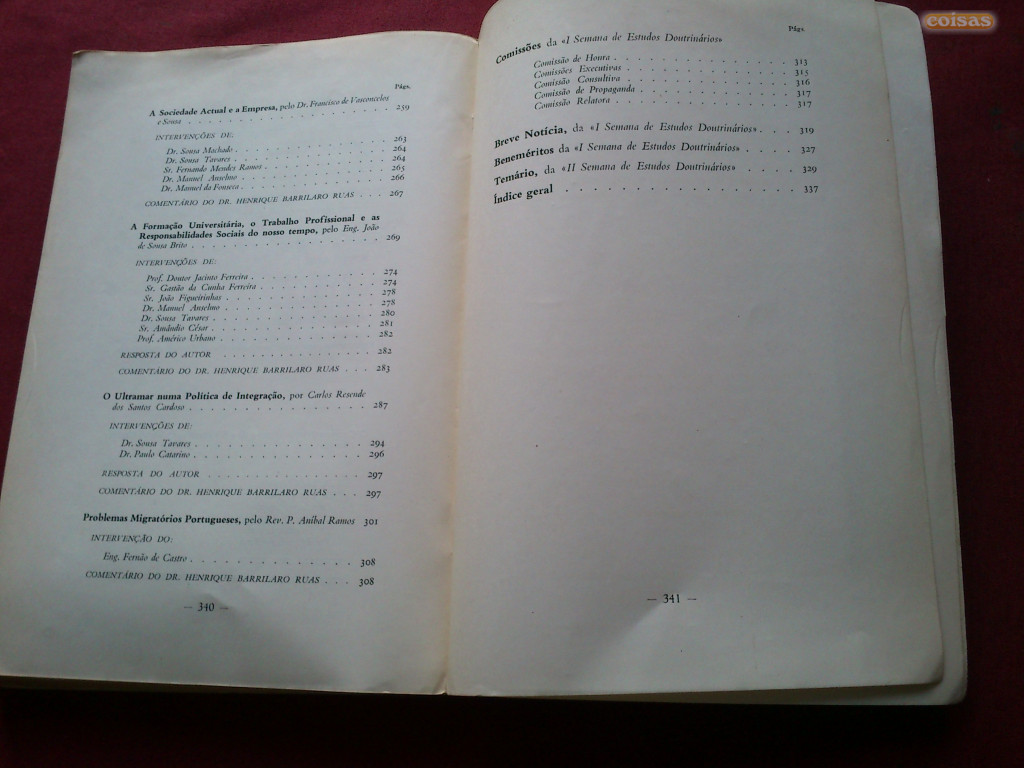 Págs.
A Sociedade Actual e a Empresa, pelo Dr. Francisco de Vasconcelos
e Sousa . . . . . . . . . . . . . . . . 259
INTERVENÇÕES DE:
Dr. Sousa Machado . . . . . . . . . . . . . 263
Dr. Sousa Tavares . . . . . . . . . . . . . 264
Sr. Fernando Mendes Ramos . . . . . . . . . . 264
Dr. Manuel Anselmo . . . . . . . . . . . . 265
Dr. Manuel da Fonseca . . . . . . . . . . . . 266
COMENTÁRIO DO DR. HENRIQUE BARRILARO RUAS . . . 267
A Formação Universitária, o Trabalho Profissional e as
Responsabilidades Sociais do nosso tempo, pelo Eng. João
de Sousa Brito . . . . . . . . . . . . . . . 269
INTERVENÇÕES DE:
Prof. Doutor Jacinto Ferreira . . . . . . . . . . 274
Sr. Gastão da Cunha Ferreira . . . . . . . . . . 274
Sr. João Figueirinhas . . . . . . . . . . . . 278
Dr. Manuel Anselmo . . . . . . . . . . . . 278
Dr. Sousa Tavares . . . . . . . . . . . . . 280
Sr. Amândio César . . . . . . . . . . . . . 281
Prof. Américo Urbano . . . . . . . . . . . . 282
RESPOSTA DO AUTOR . . . . . . . . . . . . 282
COMENTÁRIO DO DR. HENRIQUE BARRILARO RUAS . . . 283
O Ultramar numa Política de Integração, por Carlos Resende
dos Santos Cardoso . . . . . . . . . . . . . . 287
INTERVENÇÕES DE:
Dr. Sousa Tavares . . . . . . . . . . . . . 294
Dr. Paulo Catarino . . . . . . . . . . . . . 296
RESPOSTA DO AUTOR . . . . . . . . . . . . 297
COMENTÁRIO DO DR. HENRIQUE BARRILARO RUAS . . . 297
Problemas Migratórios Portugueses, pelo Rev. P. Aníbal Ramos 301
INTERVENÇÃO DO:
Eng. Fernão de Castro . . . . . . . . . . . . 308
COMENTÁRIO DO DR. HENRIQUE BARRILARO RUAS . . . 308
— 340 —
Págs.
Comissões da «I Semana de Estudos Doutrinários»
Comissão de Honra . . . . . . . . . . . . . 313
Comissões Executivas . . . . . . . . . . . . 315
Comissão Consultiva . . . . . . . . . . . . 316
Comissão de Propaganda . . . . . . . . . . . 317
Comissão Relatora . . . . . . . . . . . . . 317
Breve Notícia, da «I Semana de Estudos Doutrinários» . . . 319
Beneméritos da «I Semana de Estudos Doutrinários» . . . . 327
Temário, da «II Semana de Estudos Doutrinários» . . . . 329
Índice geral . . . . . . . . . . . . . . . 337
— 341 —
coisas